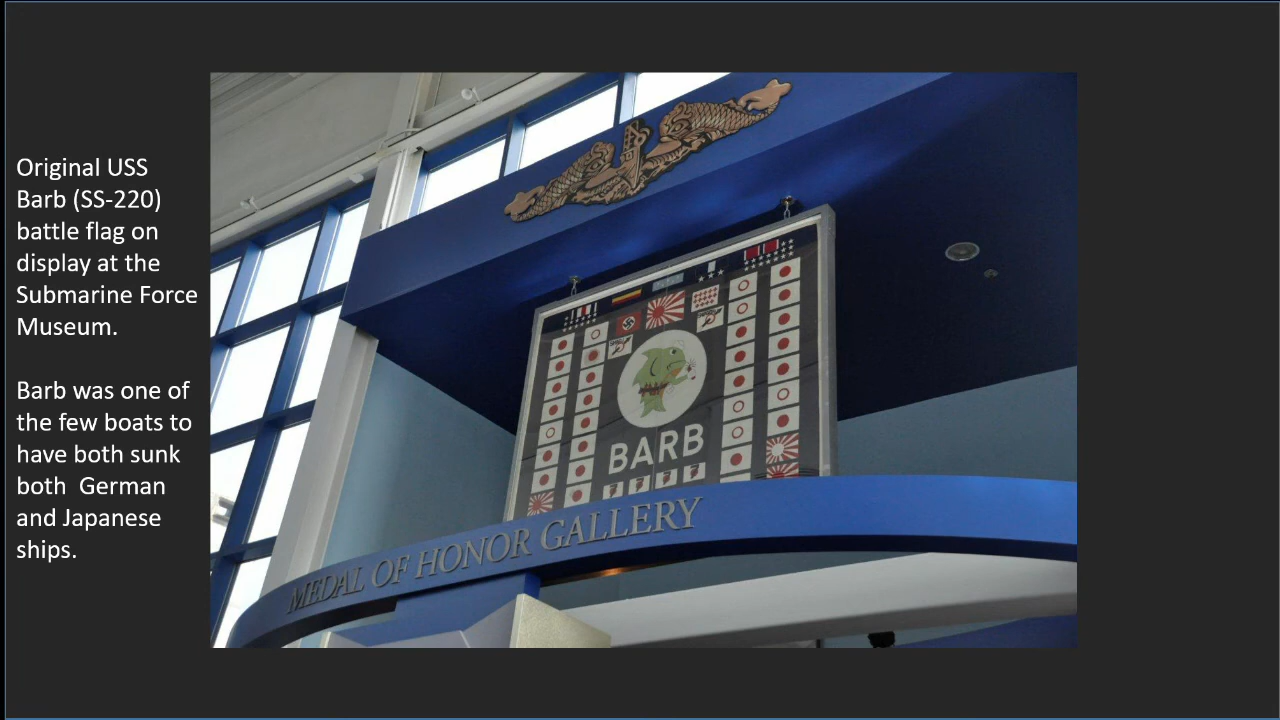 Original USS
Barb (SS-220)
battle flag on
display at the
Submarine Force
Museum.
Barb was one of
the few boats to
have both sunk
both  German
and Japanese
ships.
BARB
MEDAL OF HONOR GALLERY